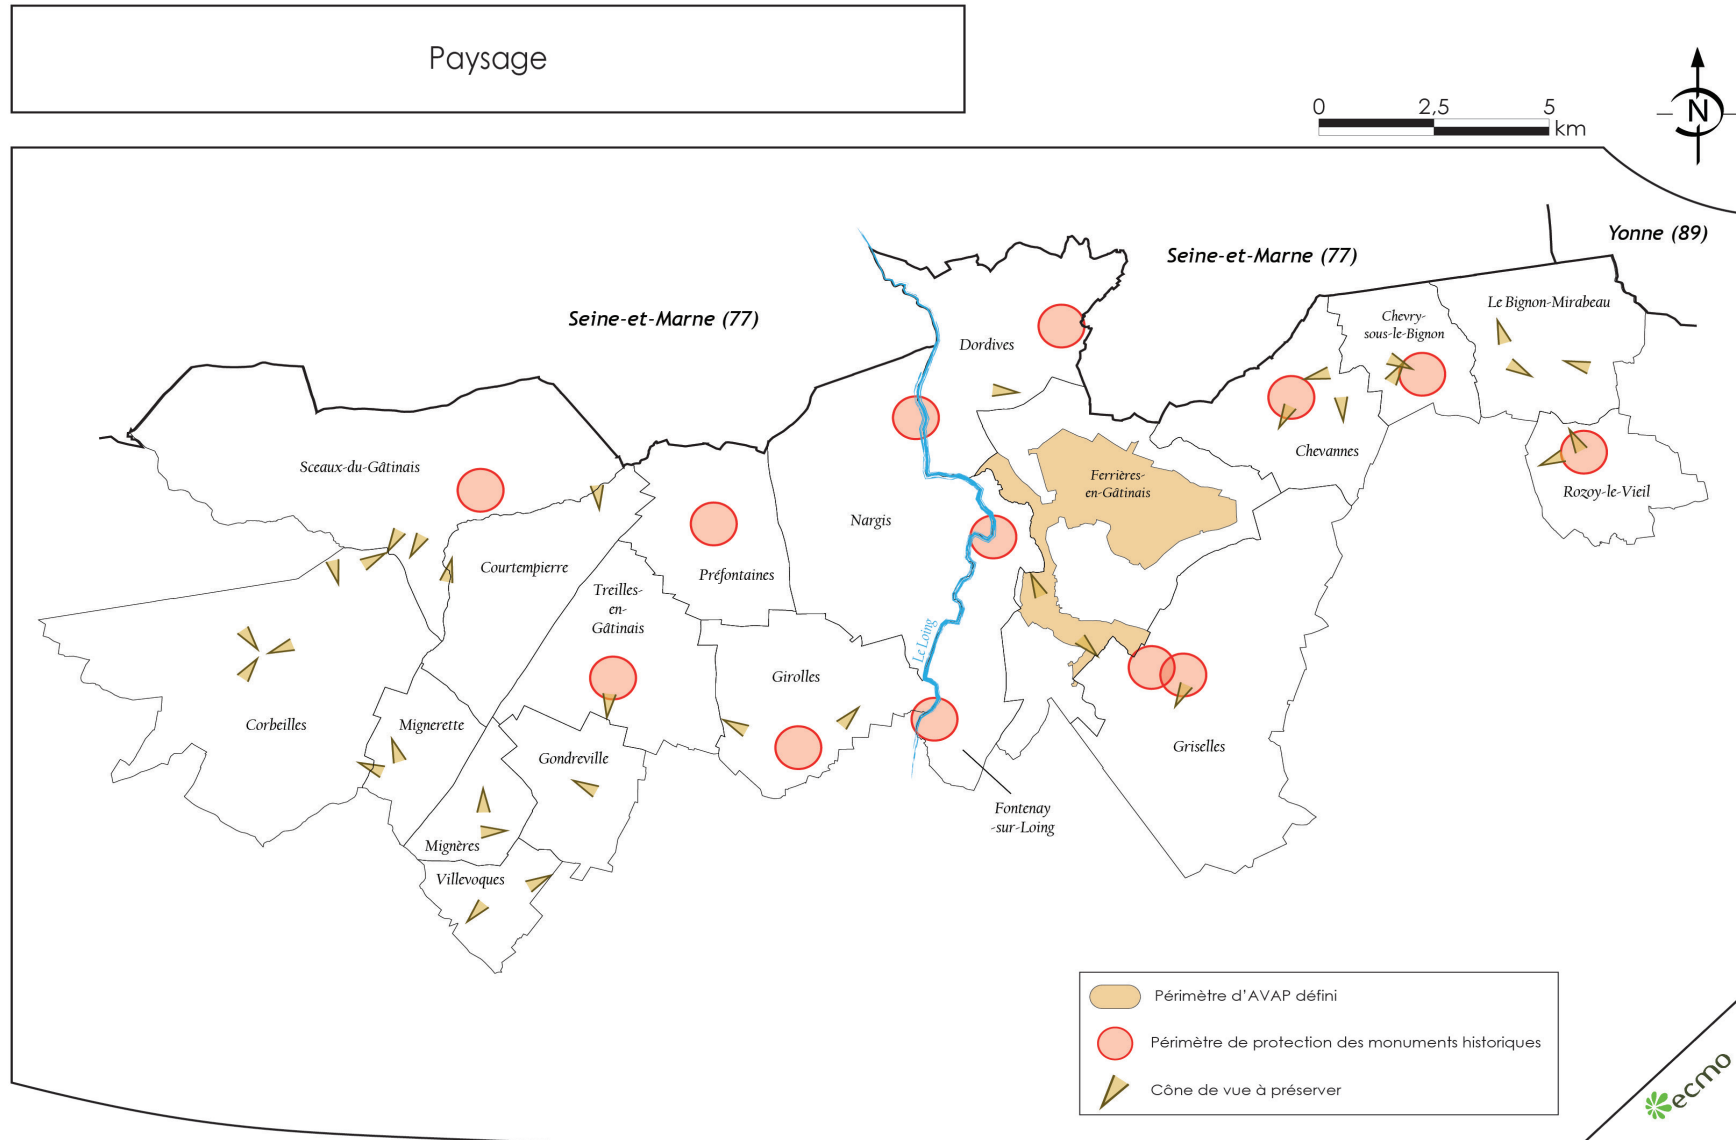 Paysage
0 2,5 5
km
N
Yonne (89)
Seine-et-Marne (77)
Seine-et-Marne (77)
Le Bignon-Mirabeau
Chevry-
sous-le-Bignon
Dordives
Chevannes
Sceaux-du-Gâtinais
Ferrières-
en-Gâtinais
Rozoy-le-Vieil
Nargis
Courtempierre
Préfontaines
Treilles-
en-
Gâtinais
Le Loing
Girolles
Corbeilles
Mignerette
Gondreville
Griselles
Fontenay
-sur-Loing
Mignères
Villevoques
Périmètre d'AVAP défini
Périmètre de protection des monuments historiques
Cône de vue à préserver
ecmo